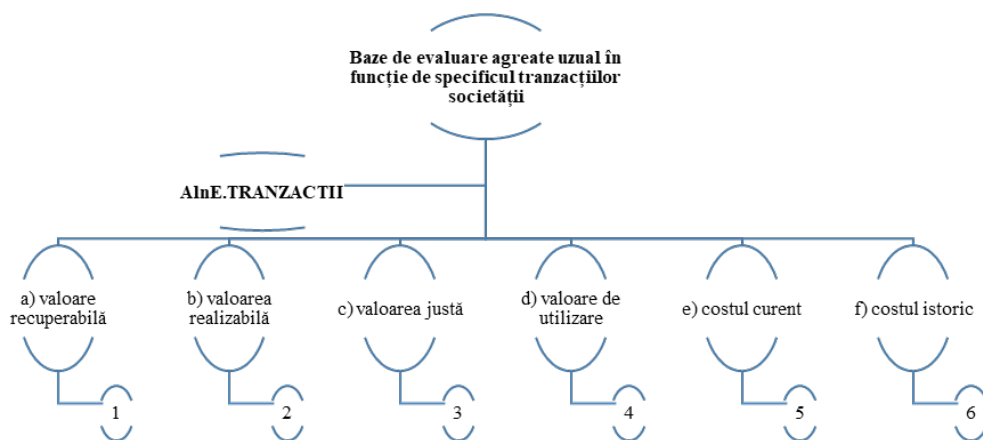 Baze de evaluare agreate uzual în
funcție de specificul tranzacțiilor
societății
AlnE.TRANZACTII
a) valoare
recuperabilă
b) valoarea
realizabilă
c) valoarea justă
d) valoare de
utilizare
e) costul curent
f) costul istoric
1
2
3
4
5
6